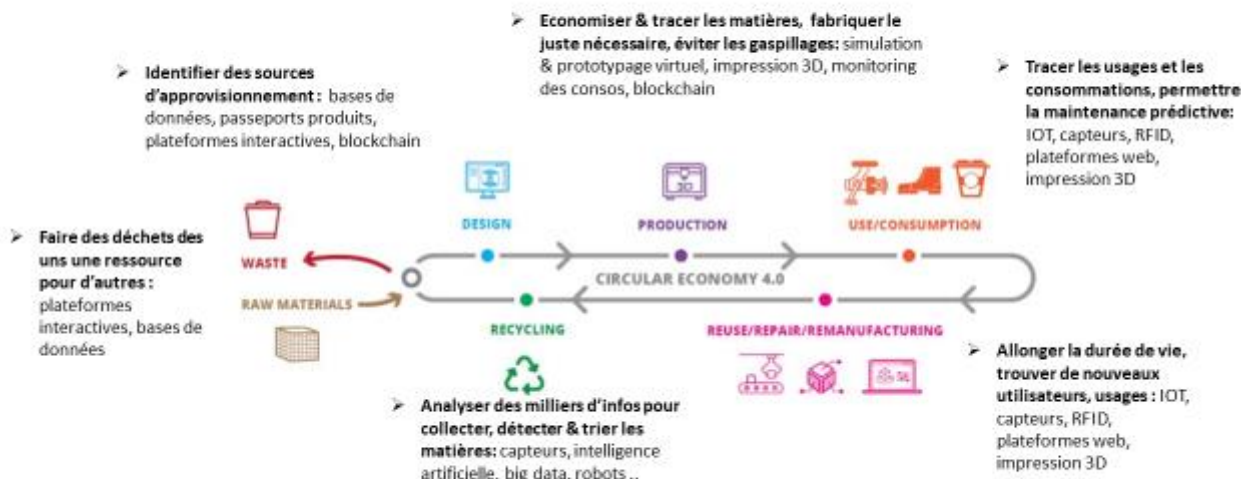 ➢ Economiser & tracer les matières, fabriquer le
juste nécessaire, éviter les gaspillages: simulation
& prototypage virtuel, impression 3D, monitoring
des consos, blockchain
➢ Identifier des sources
d'approvisionnement : bases de
données, passeports produits,
plateformes interactives, blockchain
➢ Tracer les usages et les
consommations, permettre
la maintenance prédictive:
IOT, capteurs, RFID,
plateformes web,
impression 3D
➢ Faire des déchets des
uns une ressource
pour d'autres :
plateformes
interactives, bases de
données
WASTE
RAW MATERIALS
DESIGN
3D
PRODUCTION
USE/CONSUMPTION
CIRCULAR ECONOMY 4.0
RECYCLING
REUSE/REPAIR/REMANUFACTURING
➢ Analyser des milliers d'infos pour
collecter, détecter & trier les
matières: capteurs, intelligence
artificielle, big data, robots ..
➢ Allonger la durée de vie,
trouver de nouveaux
utilisateurs, usages : IOT,
capteurs, RFID,
plateformes web,
impression 3D